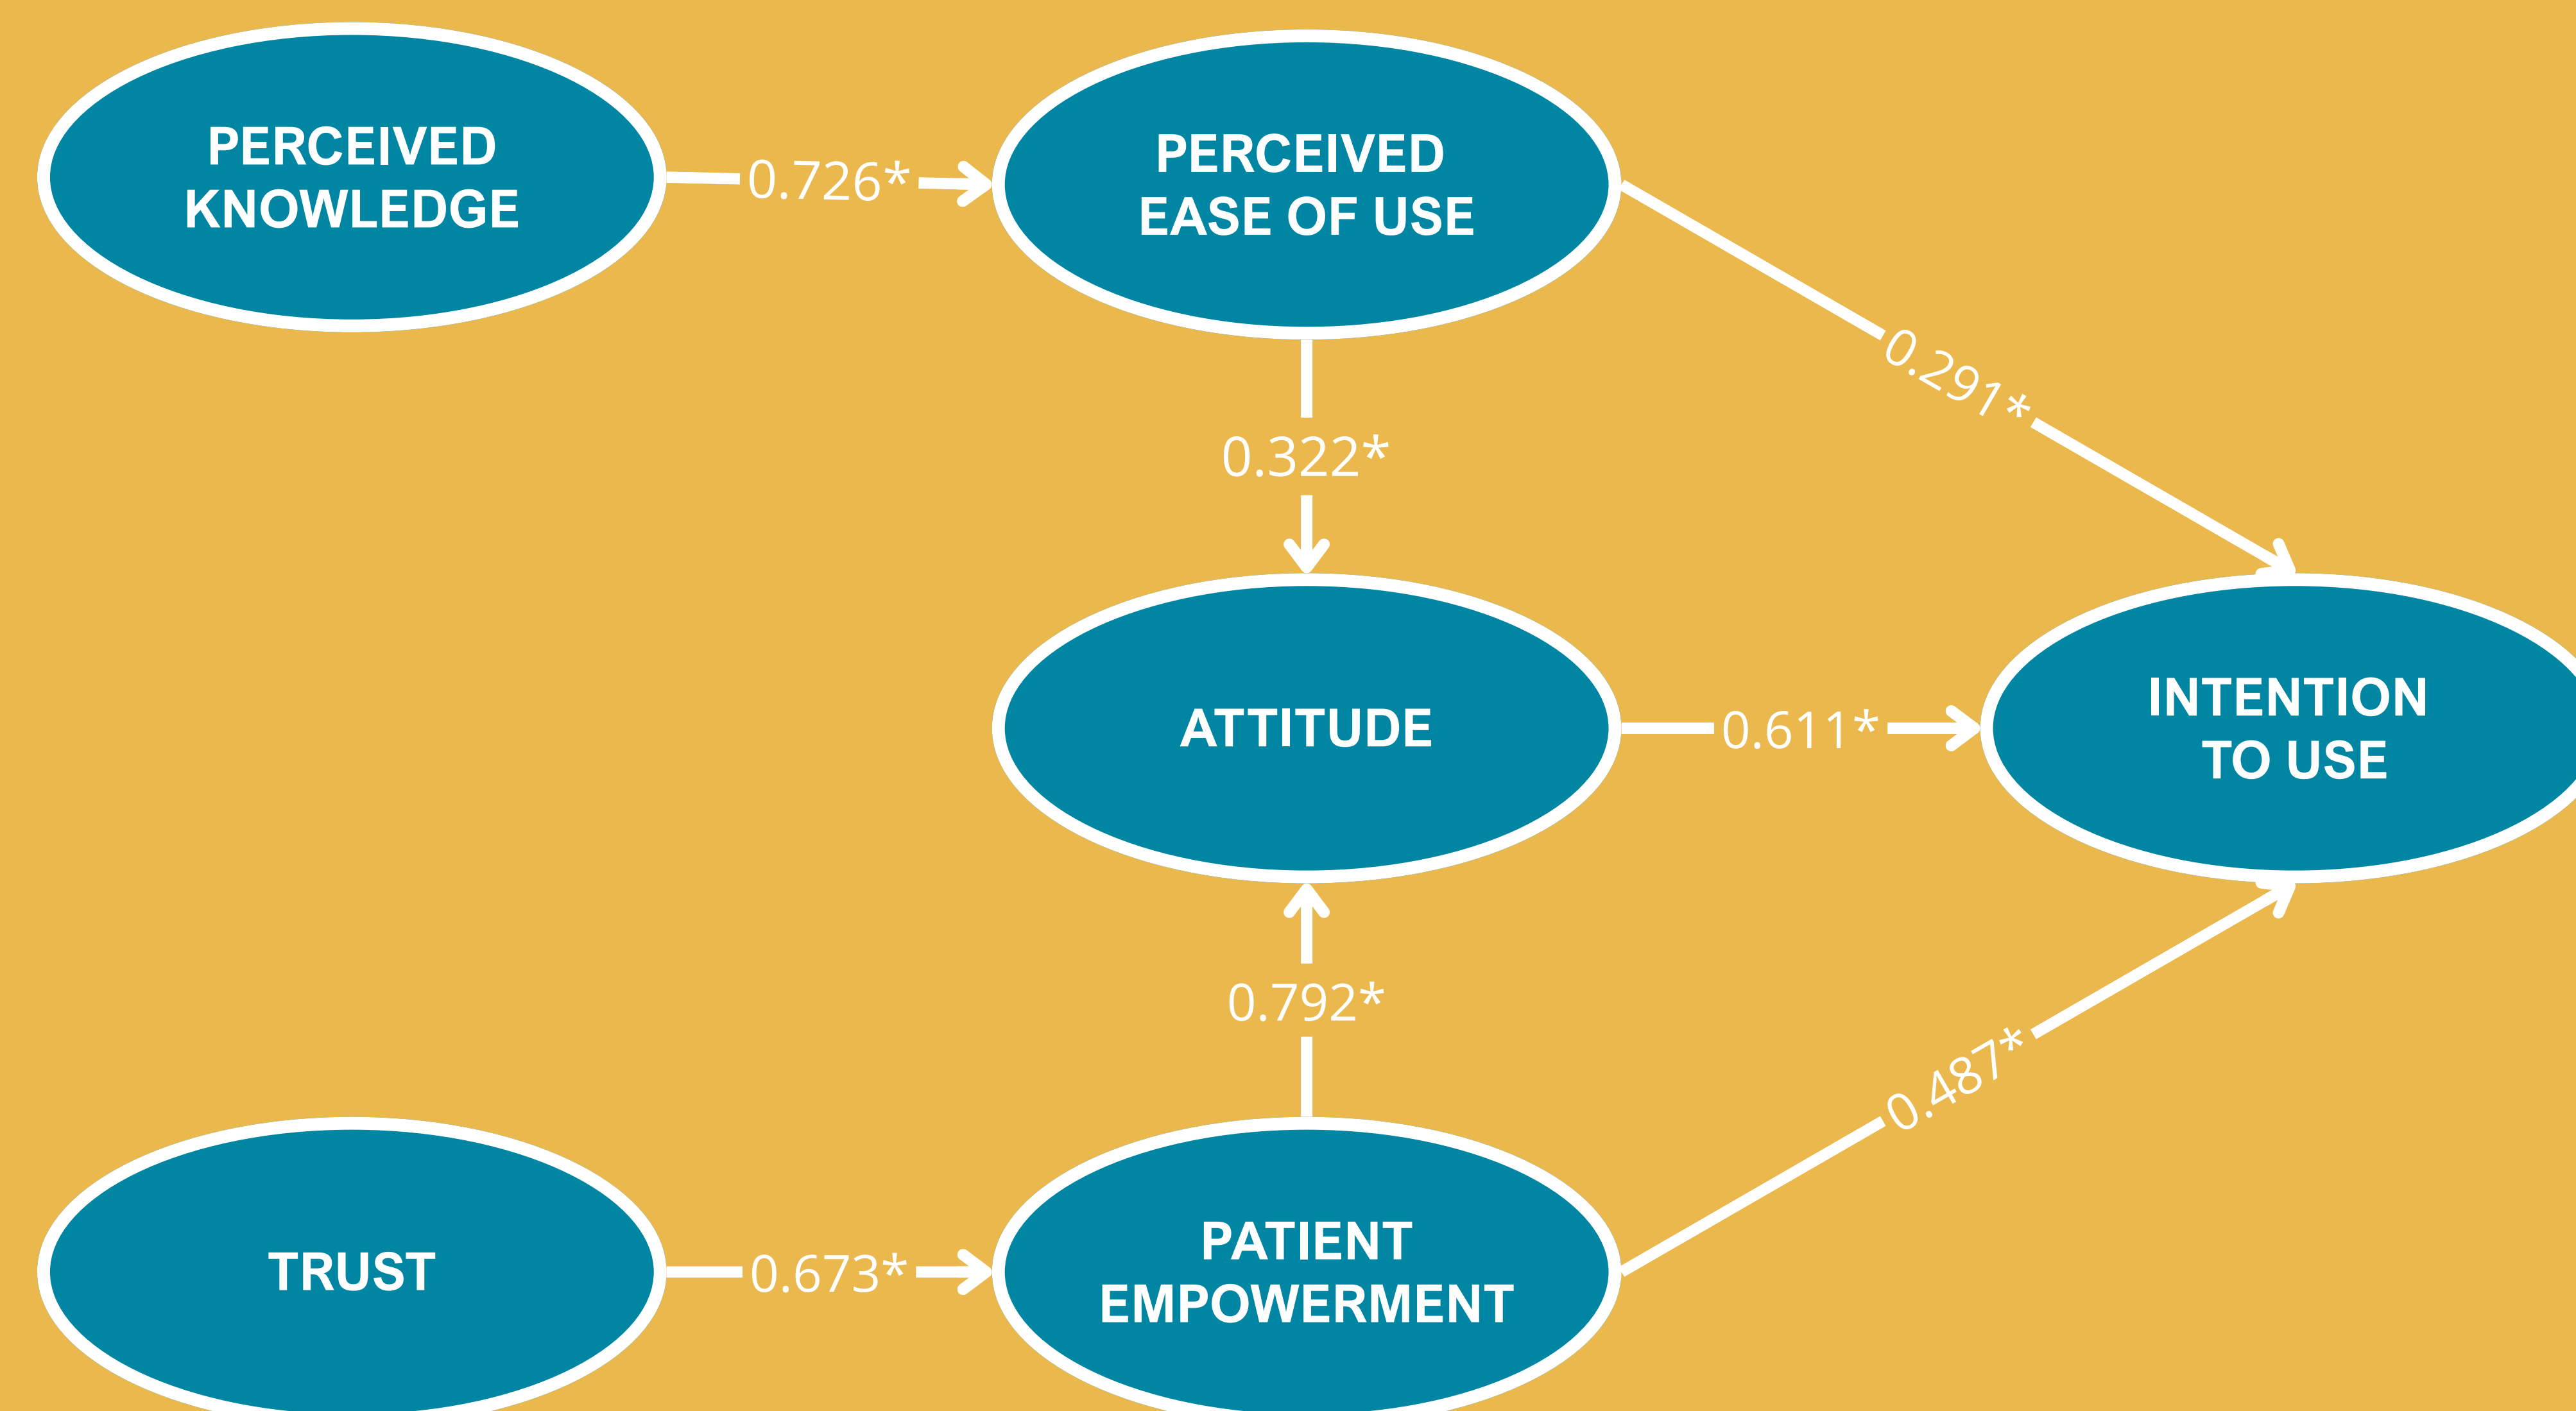 PERCEIVED
KNOWLEDGE
0.726*
PERCEIVED
EASE OF USE
0.291*
0.322*
ATTITUDE
0.611*
INTENTION
TO USE
0.792*
0.487*
TRUST
0.673*
PATIENT
EMPOWERMENT